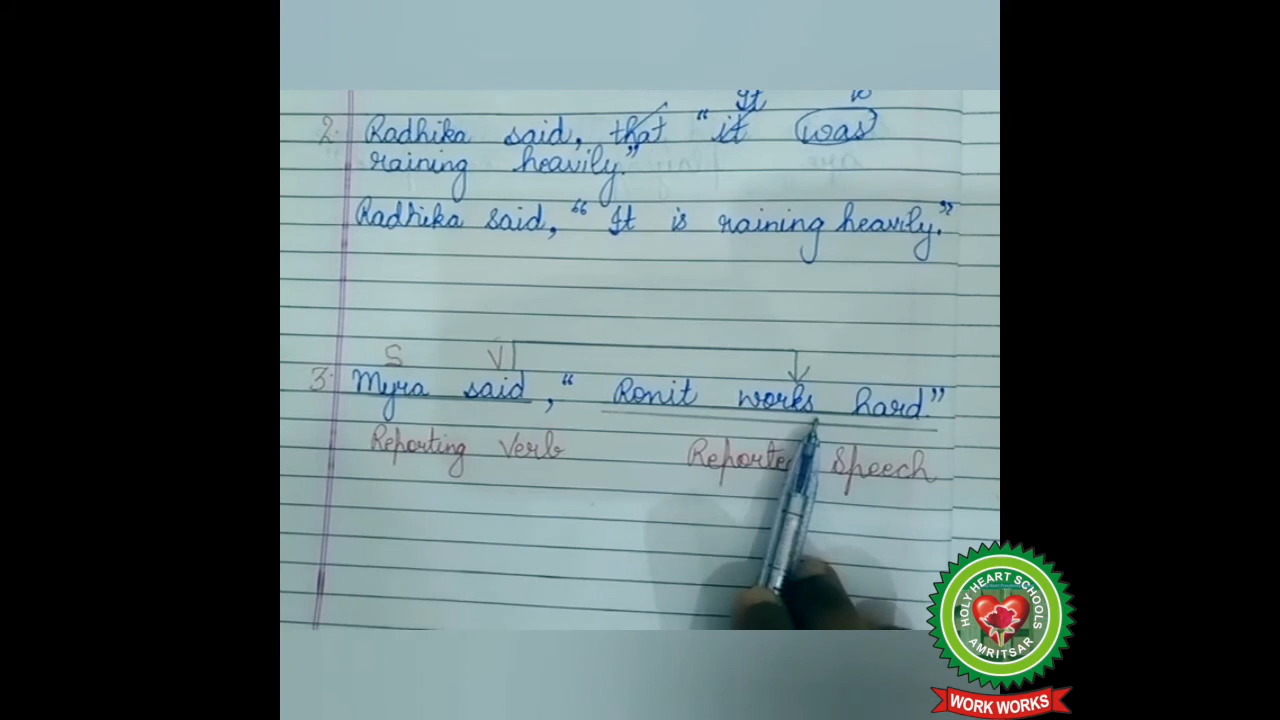 It is
2. Radhika said, that "it was
raining heavily."
Radhika said, "It is raining heavily."
S V
3. Myra said, "Ronit works hard."
Reporting Verb Reported Speech
HOLY HEART SCHOOLS
AMRITSAR
WORK WORKS